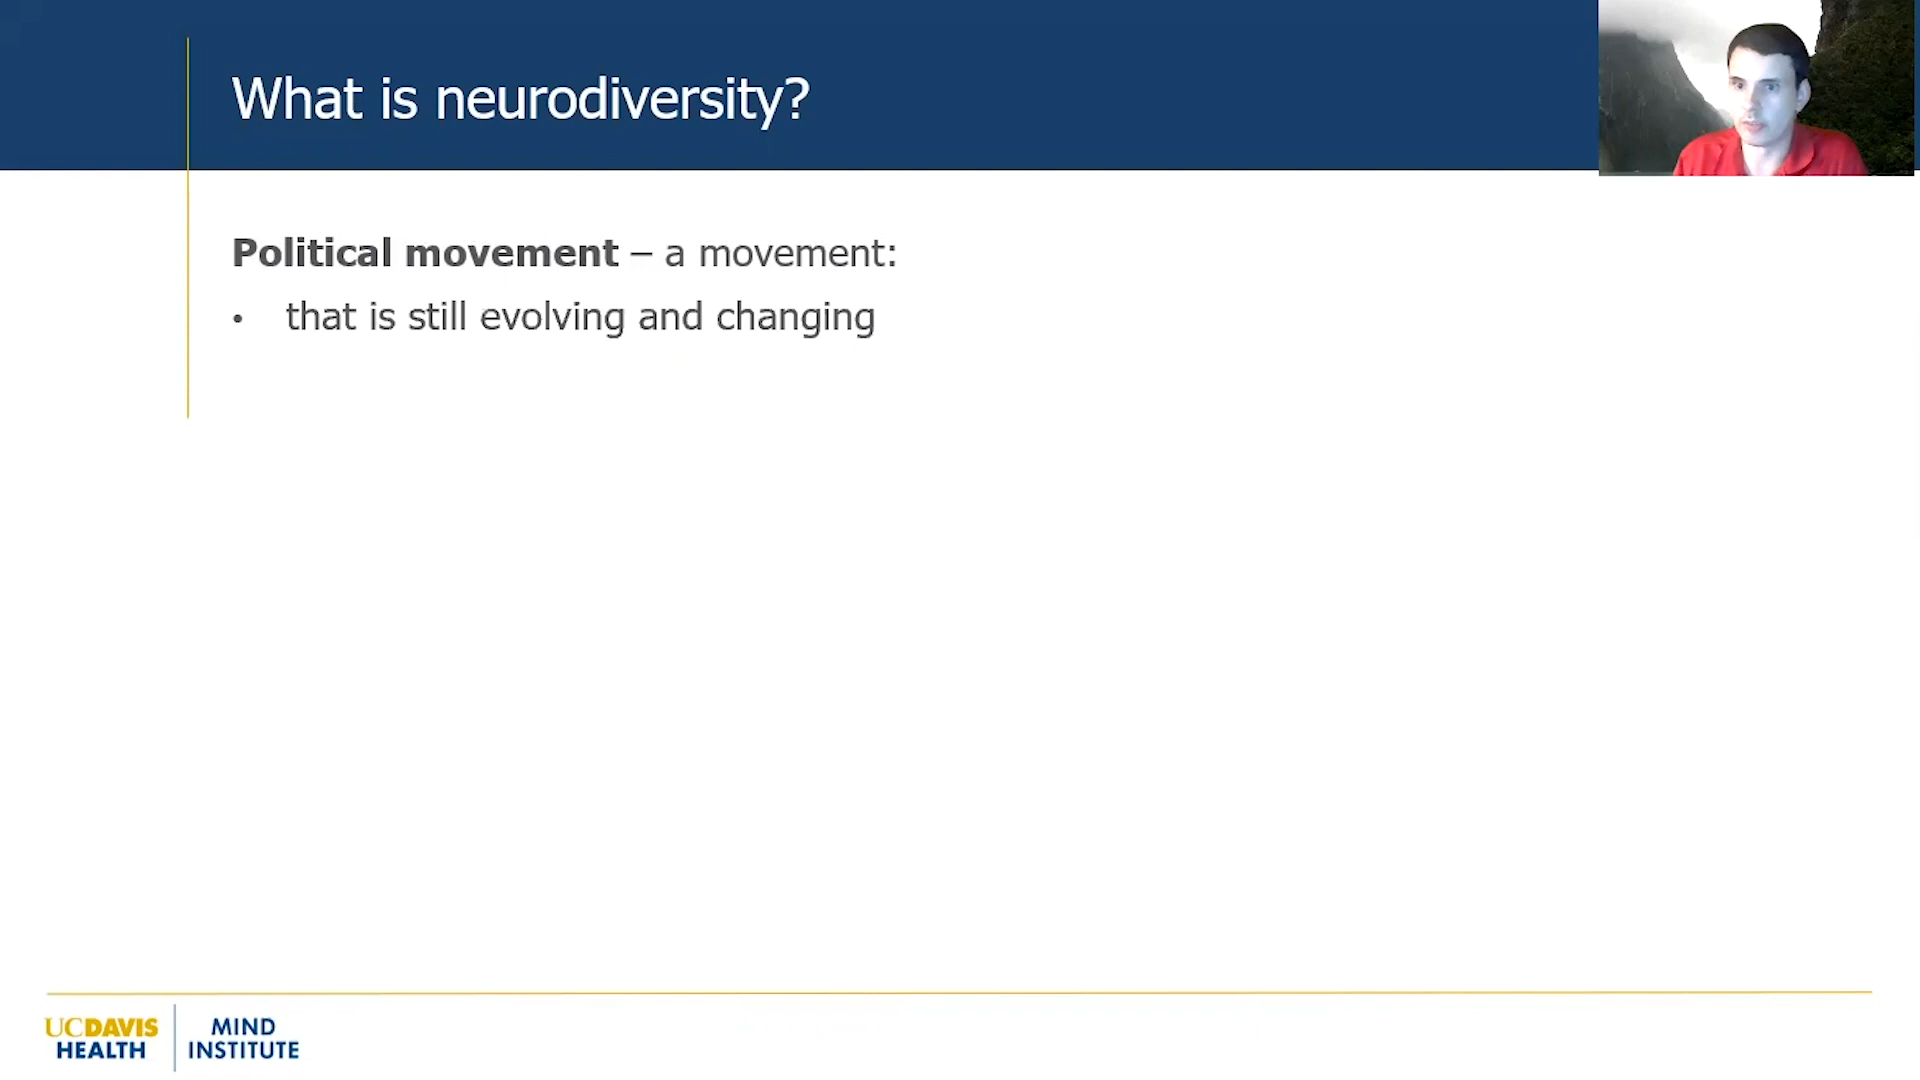 What is neurodiversity?
Political movement – a movement:
• that is still evolving and changing
UCDAVIS
HEALTH
MIND
INSTITUTE